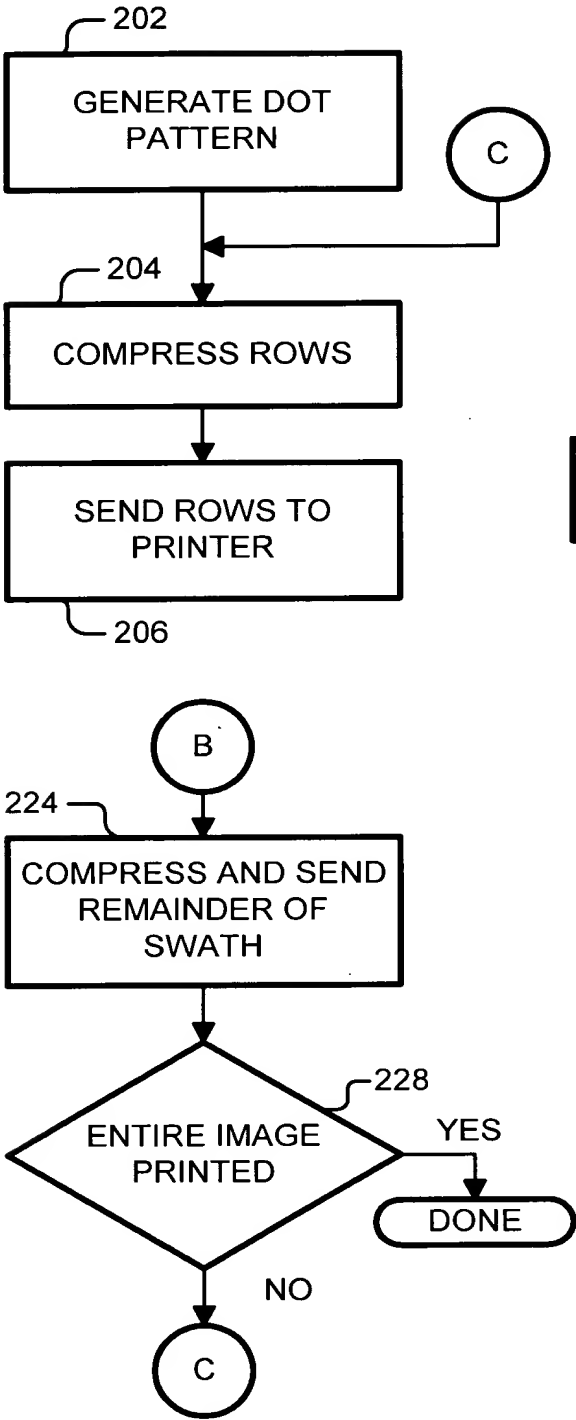 202
GENERATE DOT
PATTERN
C
204
COMPRESS ROWS
SEND ROWS TO
PRINTER
206
B
224
COMPRESS AND SEND
REMAINDER OF
SWATH
228
ENTIRE IMAGE
PRINTED
YES
DONE
NO
C